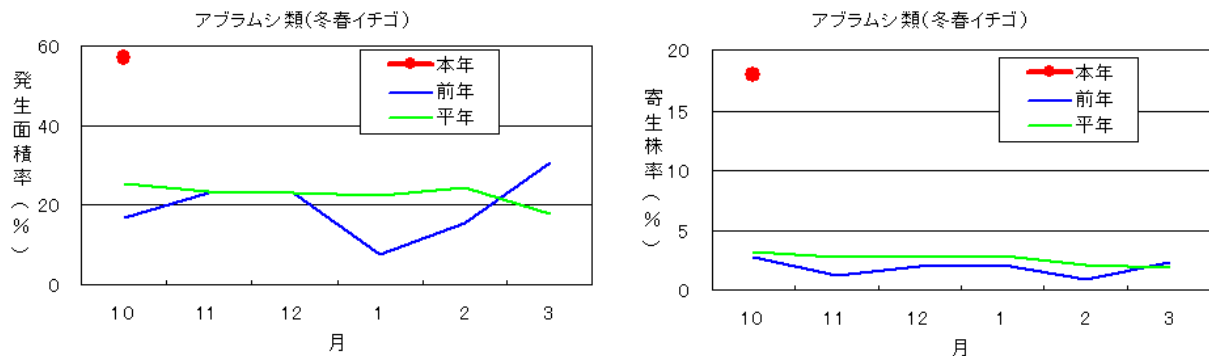 アブラムシ類(冬春イチゴ)
発生面積率(%)
60
40
20
0
本年
前年
平年
10 11 12 1 2 3
月
アブラムシ類(冬春イチゴ)
寄生株率(%)
20
15
10
5
0
本年
前年
平年
10 11 12 1 2 3
月